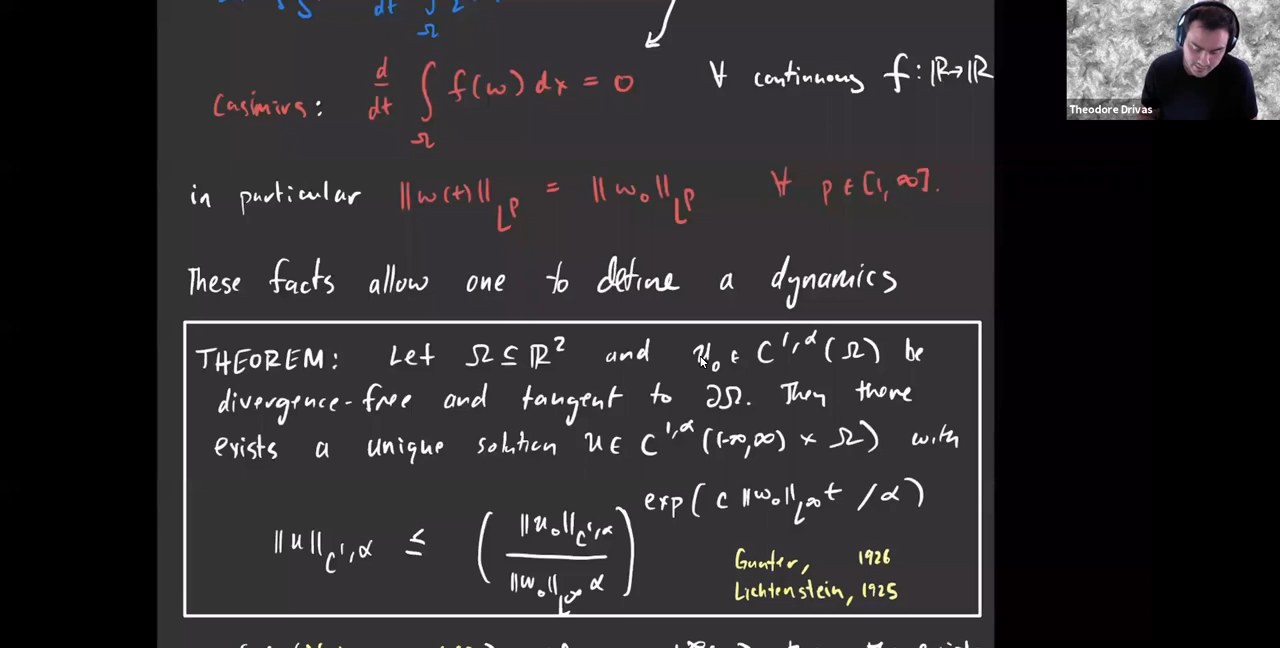 d/dt ∫_Ω
Casimirs: d/dt ∫_Ω f(ω) dx = 0 ∀ continuous f: ℝ→ℝ
Theodore Drivas
in particular ‖ω(t)‖_{L^p} = ‖ω_0‖_{L^p} ∀ p ∈ [1, ∞].
These facts allow one to define a dynamics
THEOREM: Let Ω ⊆ ℝ² and u_0 ∈ C^{1,α}(Ω) be
divergence-free and tangent to ∂Ω. Then there
exists a unique solution u ∈ C^{1,α}((-∞,∞) × Ω) with
‖u‖_{C^{1,α}} ≤ (‖u_0‖_{C^{1,α}} / ‖ω_0‖_{L^∞} α)^{exp(c ‖ω_0‖_{L^∞} t / α)}
Gunter, 1926
Lichtenstein, 1925